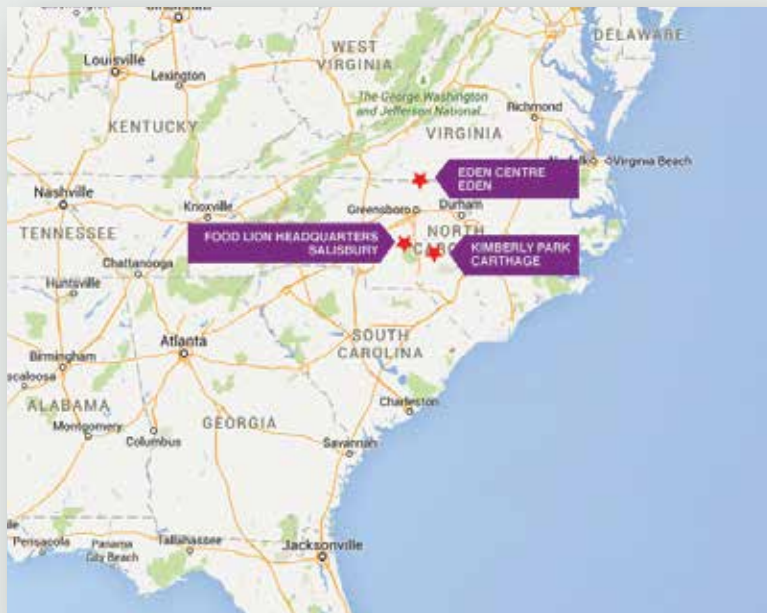 DELAWARE
WEST
VIRGINIA
Louisville
Lexington
The George Washington
and Jefferson National...
Richmond
KENTUCKY
VIRGINIA
Virginia Beach
EDEN CENTRE
EDEN
Nashville
Knoxville
Greensboro
Durham
TENNESSEE
FOOD LION HEADQUARTERS
SALISBURY
NORTH
KIMBERLY PARK
CARTHAGE
Chattanooga
Huntsville
Atlanta
SOUTH
CAROLINA
Birmingham
caloosa
ALABAMA
GEORGIA
Charleston
Montgomery
Columbus
Savannah
Pensacola
Panama
City Beach
Tallahassee
Jacksonville